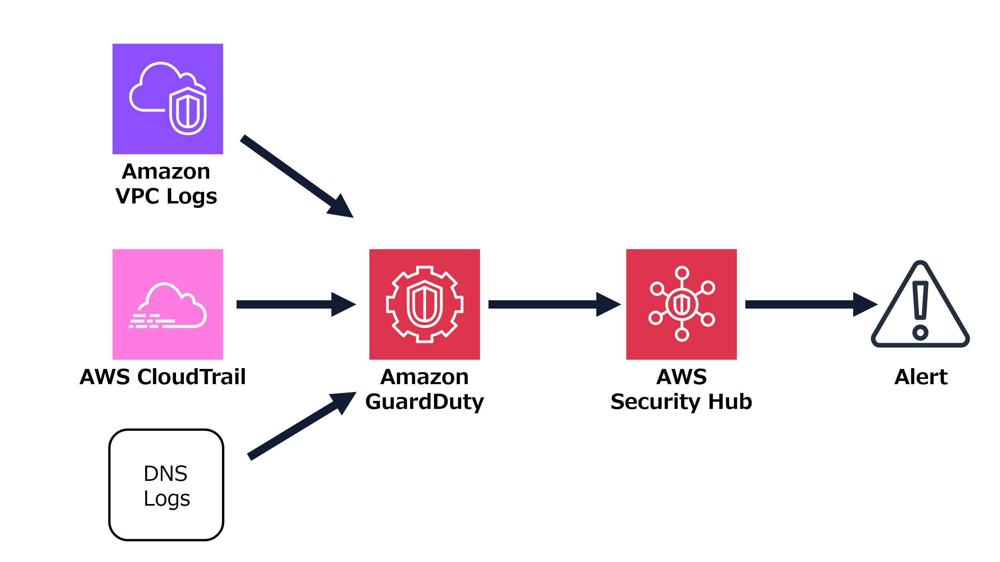 Amazon
VPC Logs
AWS CloudTrail
Amazon
GuardDuty
AWS
Security Hub
Alert
DNS
Logs